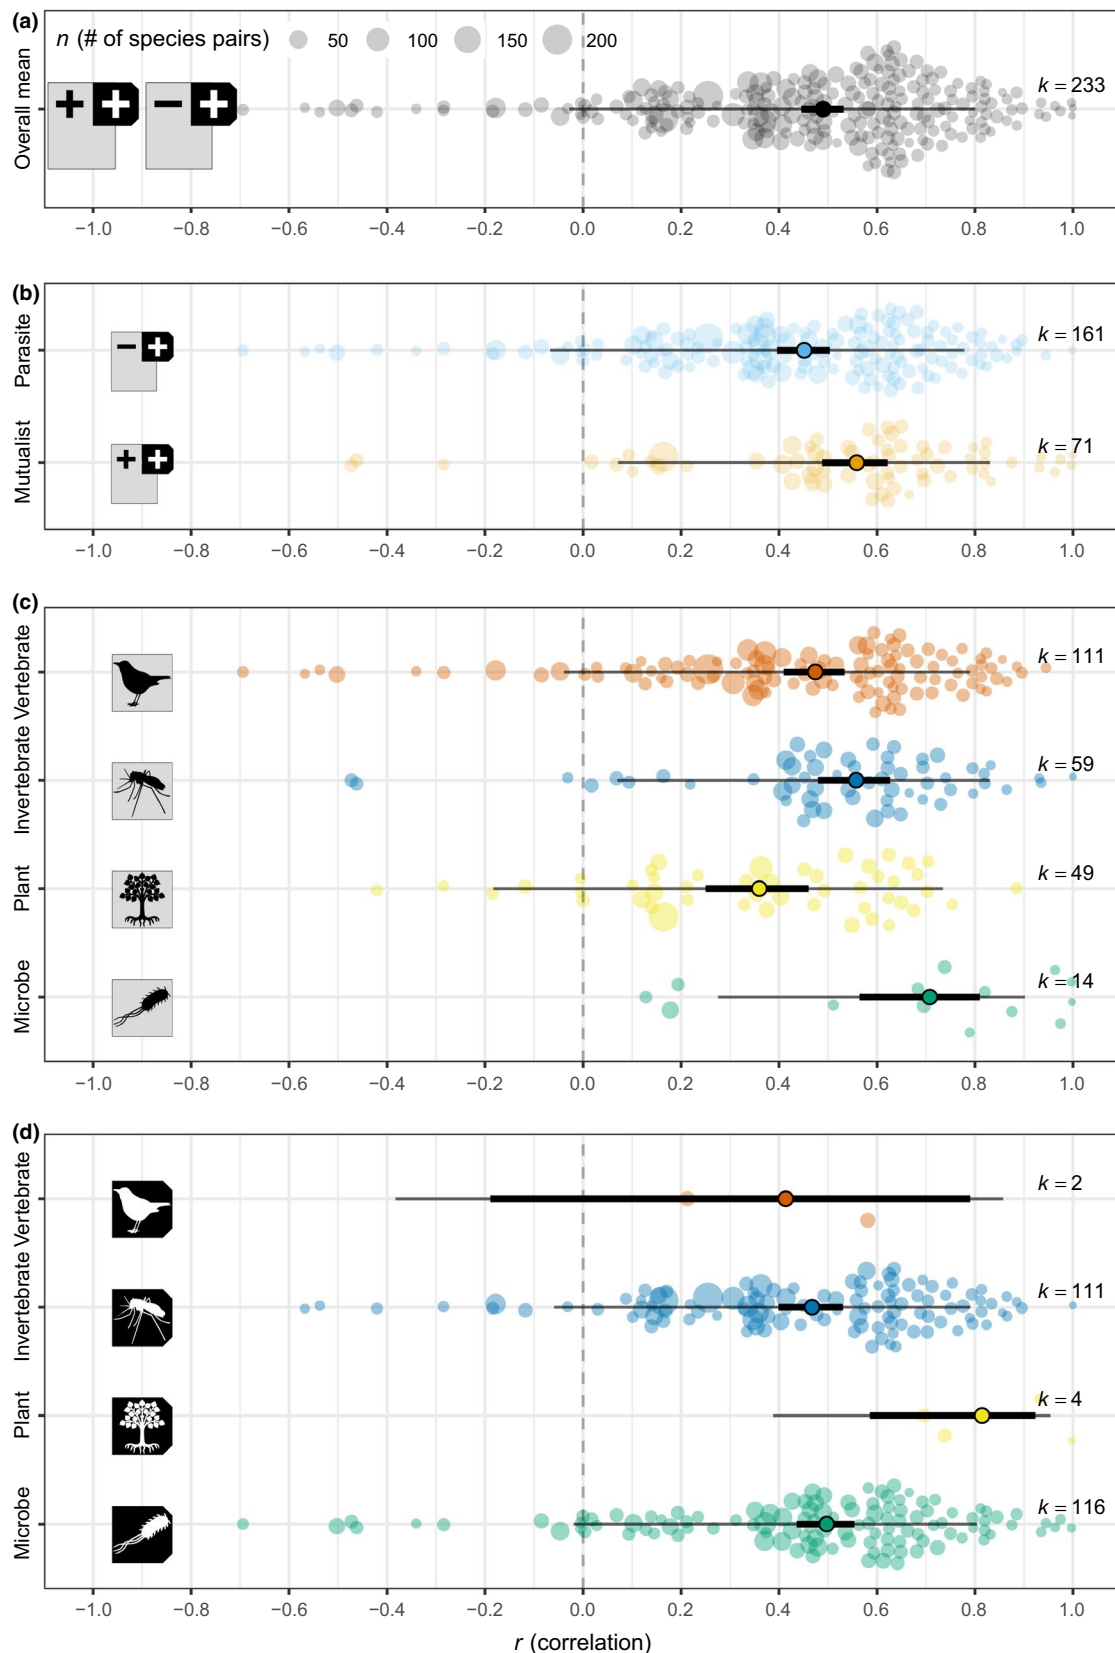 (a)
n (# of species pairs) 50 100 150 200
Overall mean
k = 233
−1.0 −0.8 −0.6 −0.4 −0.2 0.0 0.2 0.4 0.6 0.8 1.0
(b)
Parasite
k = 161
Mutualist
k = 71
−1.0 −0.8 −0.6 −0.4 −0.2 0.0 0.2 0.4 0.6 0.8 1.0
(c)
Vertebrate
k = 111
Invertebrate
k = 59
Plant
k = 49
Microbe
k = 14
−1.0 −0.8 −0.6 −0.4 −0.2 0.0 0.2 0.4 0.6 0.8 1.0
(d)
Vertebrate
k = 2
Invertebrate
k = 111
Plant
k = 4
Microbe
k = 116
−1.0 −0.8 −0.6 −0.4 −0.2 0.0 0.2 0.4 0.6 0.8 1.0
r (correlation)